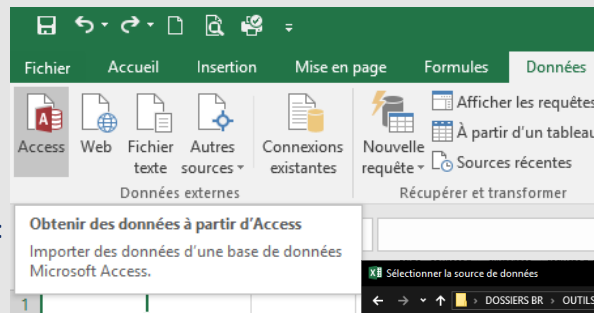 Fichier Accueil Insertion Mise en page Formules Données
Access Web Fichier texte Autres sources Connexions existantes Nouvelle requête
Afficher les requêtes
À partir d'un tableau
Sources récentes
Données externes Récupérer et transformer
Obtenir des données à partir d'Access
Importer des données d'une base de données
Microsoft Access.
Sélectionner la source de données
DOSSIERS BR > OUTILS
1